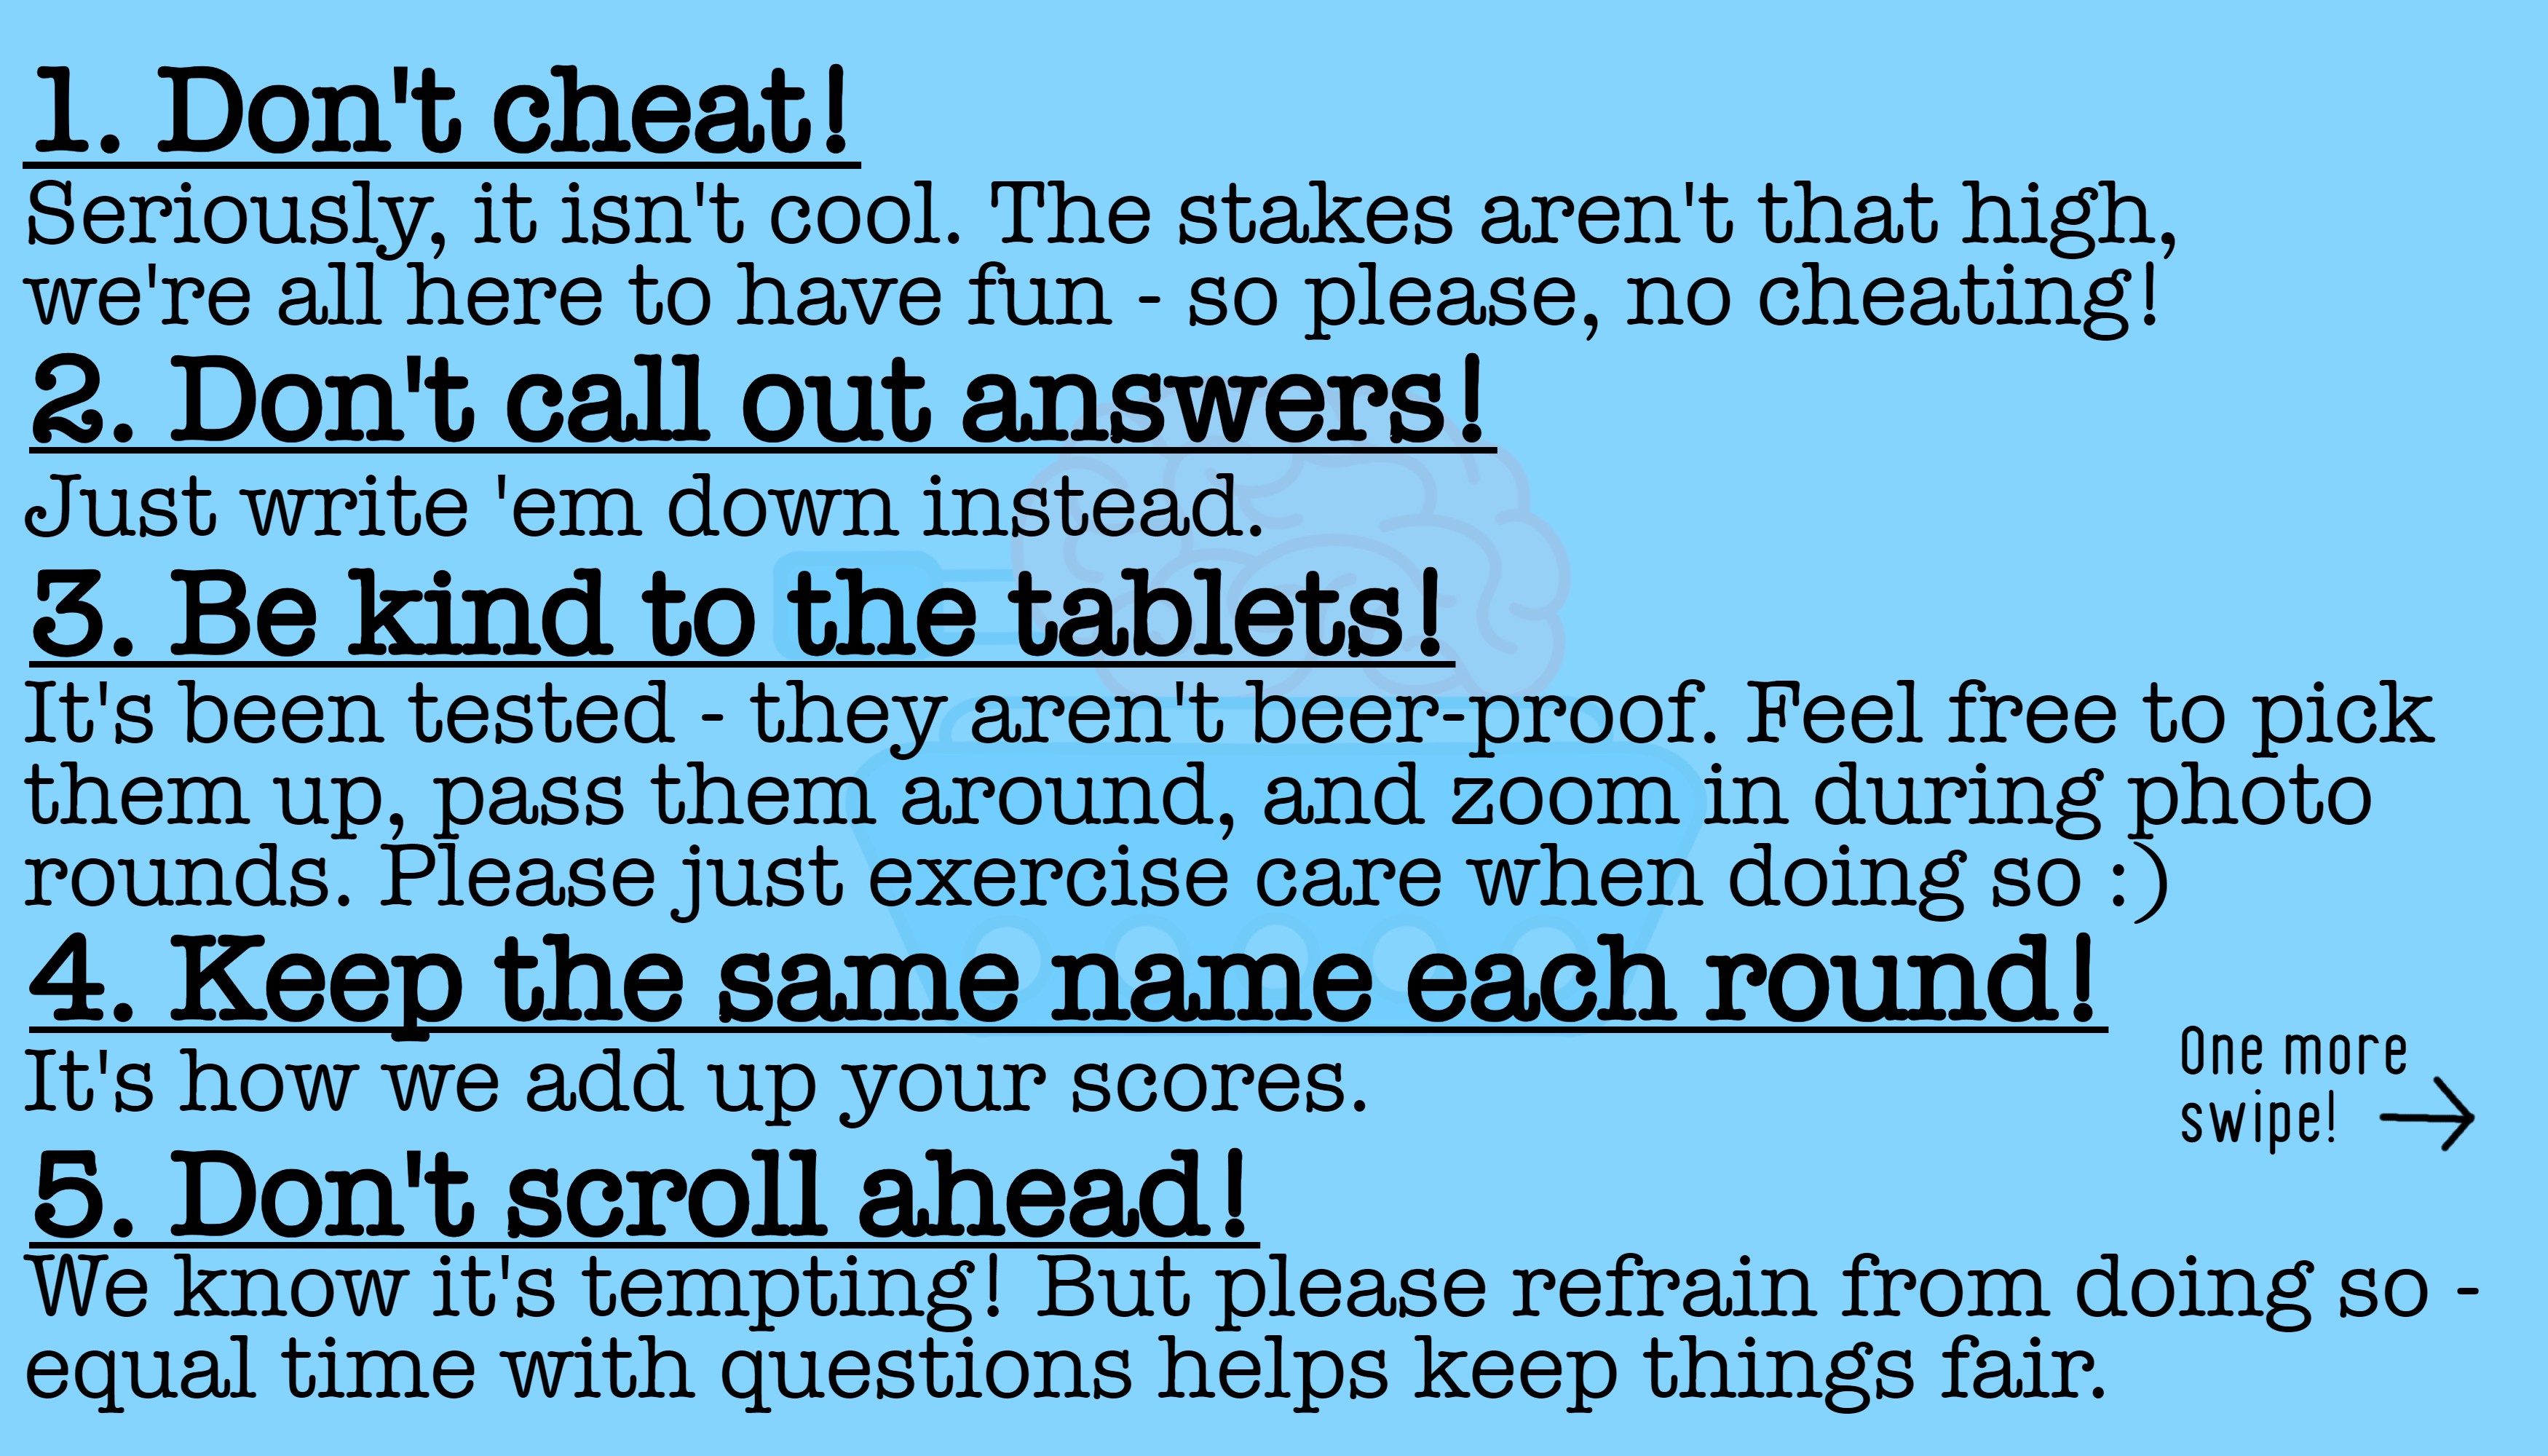 1. Don't cheat!
Seriously, it isn't cool. The stakes aren't that high,
we're all here to have fun - so please, no cheating!
2. Don't call out answers!
Just write 'em down instead.
3. Be kind to the tablets!
It's been tested - they aren't beer-proof. Feel free to pick
them up, pass them around, and zoom in during photo
rounds. Please just exercise care when doing so :)
4. Keep the same name each round!
It's how we add up your scores.
One more
swipe!
5. Don't scroll ahead!
We know it's tempting! But please refrain from doing so -
equal time with questions helps keep things fair.